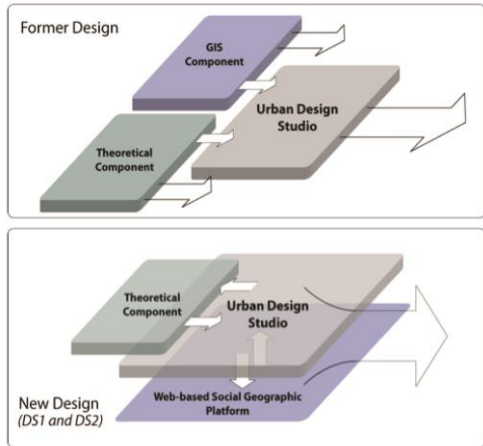 Former Design
GIS
Component
Urban Design
Studio
Theoretical
Component
Theoretical
Component
Urban Design
Studio
Web-based Social Geographic
Platform
New Design
(DS1 and DS2)